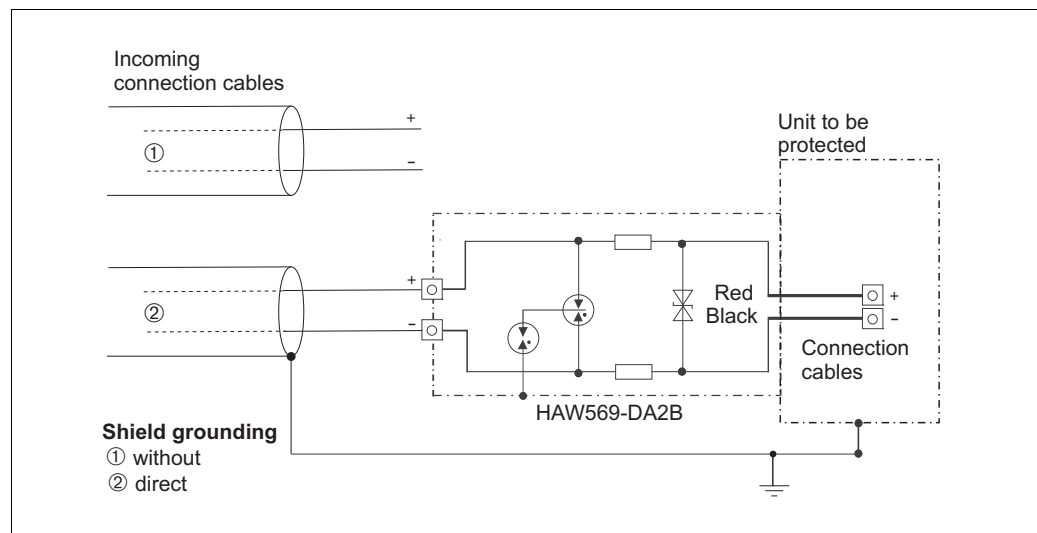 Incoming
connection cables
+
①
-
Unit to be
protected
+
②
-
Red
Black
+
-
Connection
cables
HAW569-DA2B
Shield grounding
① without
② direct